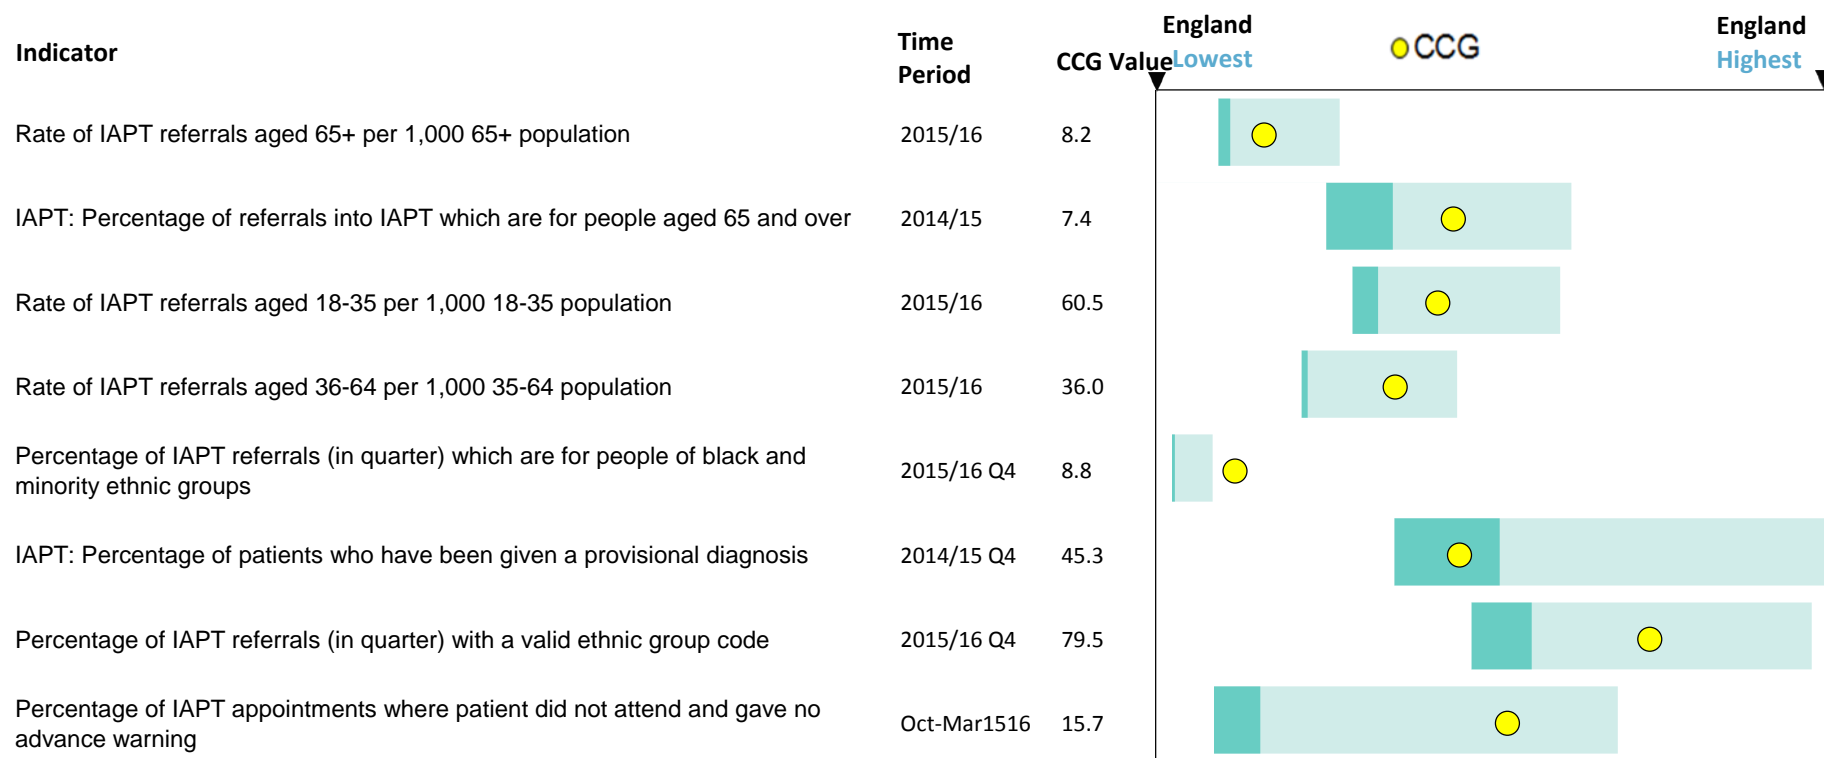 Indicator
Time Period
CCG Value
England Lowest
CCG
England Highest
Rate of IAPT referrals aged 65+ per 1,000 65+ population 2015/16 8.2
IAPT: Percentage of referrals into IAPT which are for people aged 65 and over 2014/15 7.4
Rate of IAPT referrals aged 18-35 per 1,000 18-35 population 2015/16 60.5
Rate of IAPT referrals aged 36-64 per 1,000 35-64 population 2015/16 36.0
Percentage of IAPT referrals (in quarter) which are for people of black and
minority ethnic groups 2015/16 Q4 8.8
IAPT: Percentage of patients who have been given a provisional diagnosis 2014/15 Q4 45.3
Percentage of IAPT referrals (in quarter) with a valid ethnic group code 2015/16 Q4 79.5
Percentage of IAPT appointments where patient did not attend and gave no
advance warning Oct-Mar1516 15.7